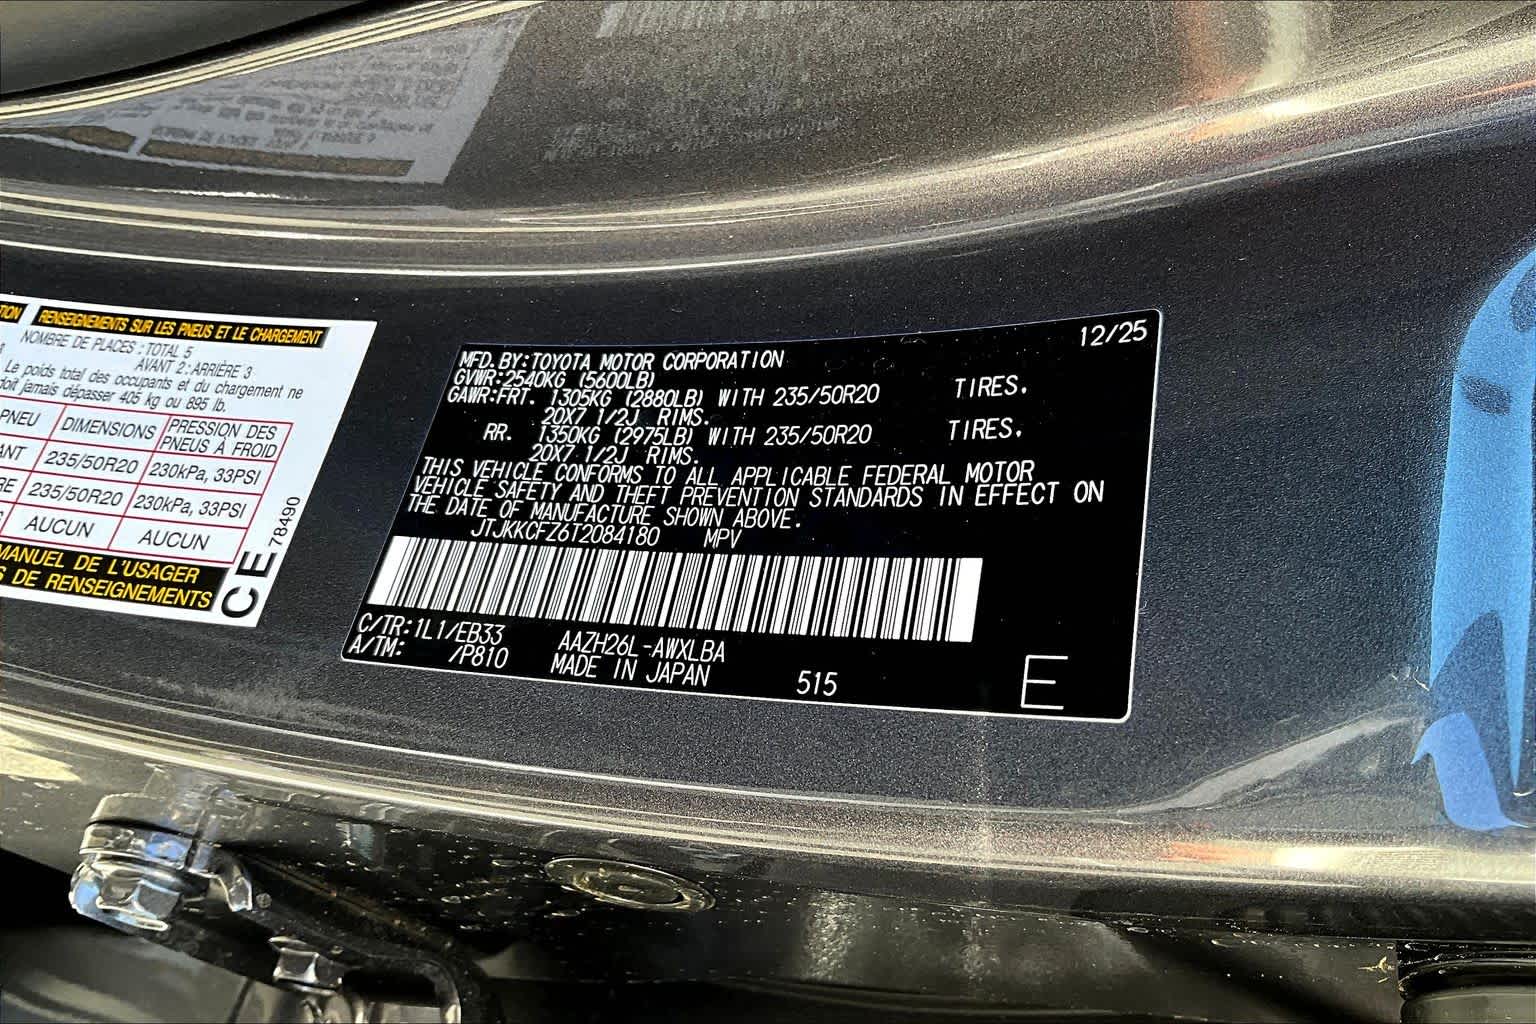 TION RENSEIGNEMENTS SUR LES PNEUS ET LE CHARGEMENT
NOMBRE DE PLACES : TOTAL 5
AVANT 2 : ARRIÈRE 3
Le poids total des occupants et du chargement ne
doit jamais dépasser 405 kg ou 895 lb.
PNEU DIMENSIONS PRESSION DES PNEUS À FROID
ANT 235/50R20 230kPa, 33PSI
RE 235/50R20 230kPa, 33PSI
AUCUN AUCUN
MANUEL DE L'USAGER
S DE RENSEIGNEMENTS
CE 78490
12/25
MFD. BY: TOYOTA MOTOR CORPORATION
GVWR: 2540KG (5600LB)
GAWR: FRT. 1305KG (2880LB) WITH 235/50R20 TIRES.
20X7 1/2J RIMS.
RR. 1350KG (2975LB) WITH 235/50R20 TIRES.
20X7 1/2J RIMS.
THIS VEHICLE CONFORMS TO ALL APPLICABLE FEDERAL MOTOR
VEHICLE SAFETY AND THEFT PREVENTION STANDARDS IN EFFECT ON
THE DATE OF MANUFACTURE SHOWN ABOVE.
JTJKKCFZ6T2084180 MPV
C/TR: 1L1/EB33 AAZH26L-AWXLBA
A/TM: /P810 MADE IN JAPAN 515 E